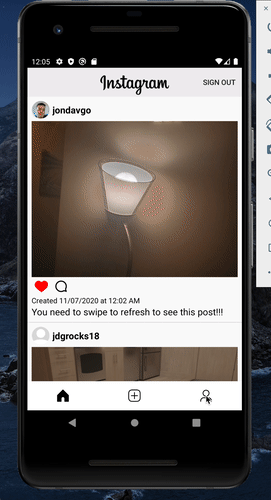 12:05
Instagram SIGN OUT
jondavgo
Created 11/07/2020 at 12:02 AM
You need to swipe to refresh to see this post!!!
jdgrocks18